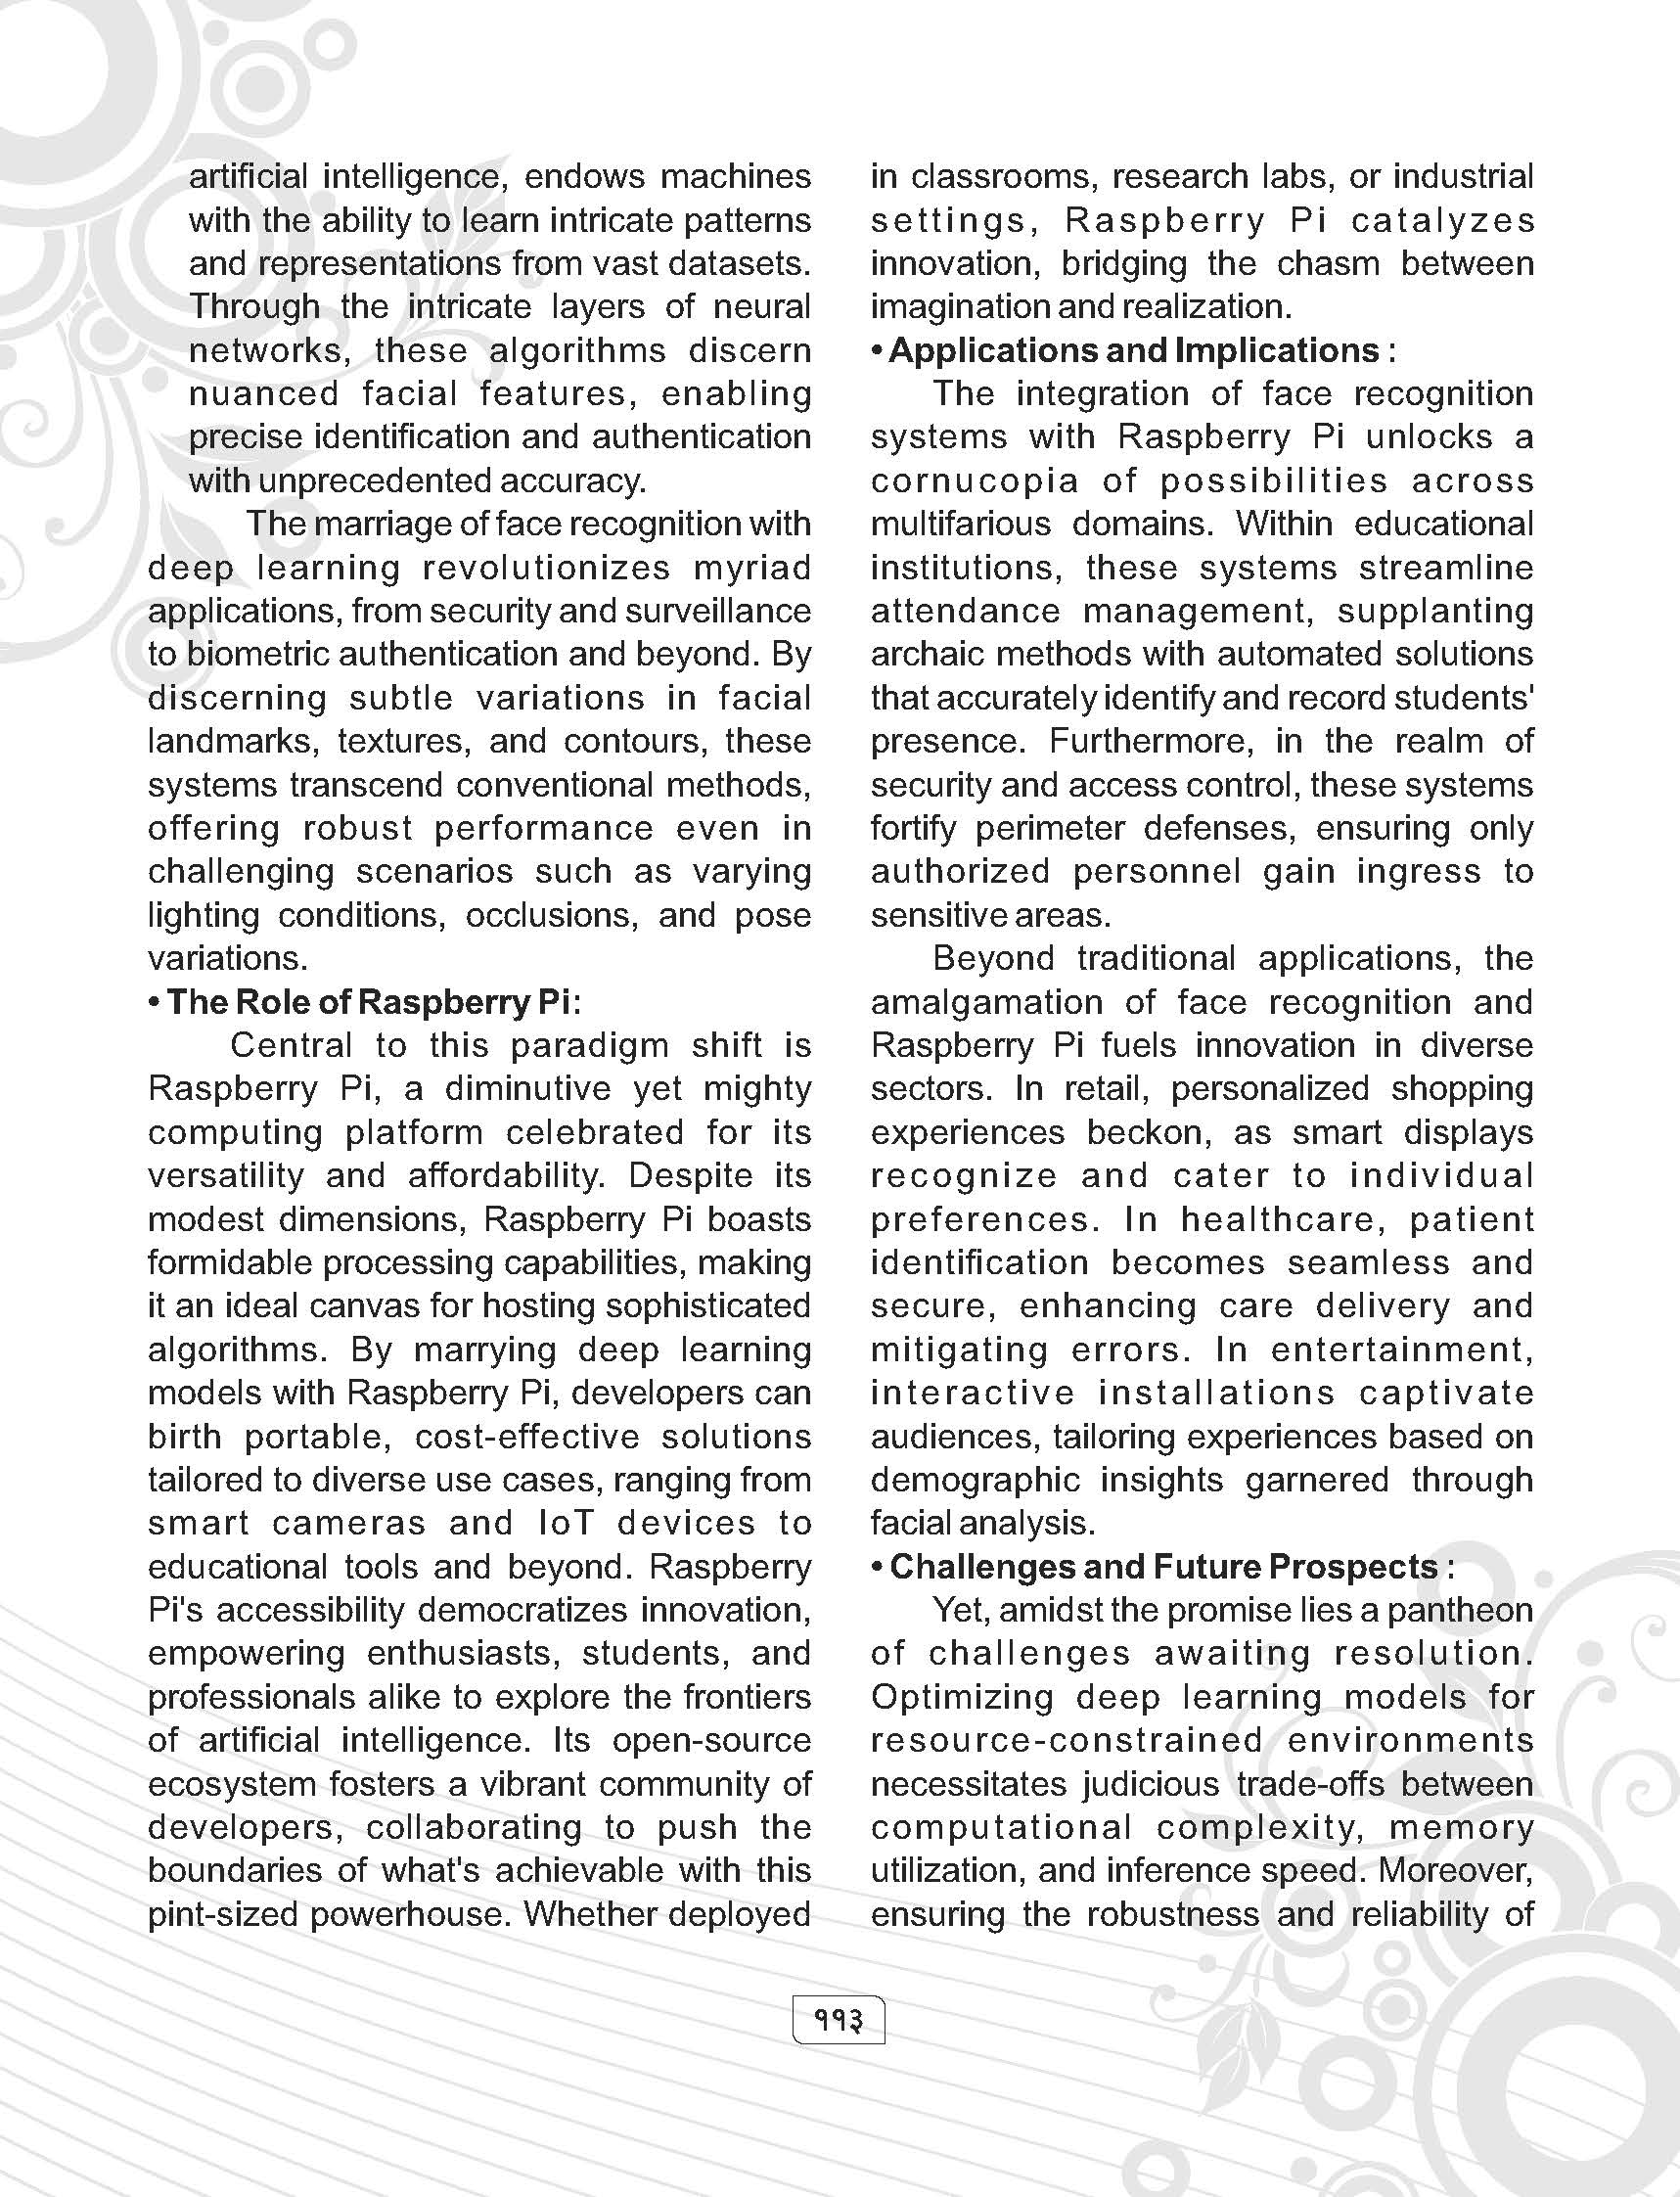 artificial intelligence, endows machines
with the ability to learn intricate patterns
and representations from vast datasets.
Through the intricate layers of neural
networks, these algorithms discern
nuanced facial features, enabling
precise identification and authentication
with unprecedented accuracy.
The marriage of face recognition with
deep learning revolutionizes myriad
applications, from security and surveillance
to biometric authentication and beyond. By
discerning subtle variations in facial
landmarks, textures, and contours, these
systems transcend conventional methods,
offering robust performance even in
challenging scenarios such as varying
lighting conditions, occlusions, and pose
variations.
• The Role of Raspberry Pi:
Central to this paradigm shift is
Raspberry Pi, a diminutive yet mighty
computing platform celebrated for its
versatility and affordability. Despite its
modest dimensions, Raspberry Pi boasts
formidable processing capabilities, making
it an ideal canvas for hosting sophisticated
algorithms. By marrying deep learning
models with Raspberry Pi, developers can
birth portable, cost-effective solutions
tailored to diverse use cases, ranging from
smart cameras and IoT devices to
educational tools and beyond. Raspberry
Pi's accessibility democratizes innovation,
empowering enthusiasts, students, and
professionals alike to explore the frontiers
of artificial intelligence. Its open-source
ecosystem fosters a vibrant community of
developers, collaborating to push the
boundaries of what's achievable with this
pint-sized powerhouse. Whether deployed
in classrooms, research labs, or industrial
settings, Raspberry Pi catalyzes
innovation, bridging the chasm between
imagination and realization.
• Applications and Implications :
The integration of face recognition
systems with Raspberry Pi unlocks a
cornucopia of possibilities across
multifarious domains. Within educational
institutions, these systems streamline
attendance management, supplanting
archaic methods with automated solutions
that accurately identify and record students'
presence. Furthermore, in the realm of
security and access control, these systems
fortify perimeter defenses, ensuring only
authorized personnel gain ingress to
sensitive areas.
Beyond traditional applications, the
amalgamation of face recognition and
Raspberry Pi fuels innovation in diverse
sectors. In retail, personalized shopping
experiences beckon, as smart displays
recognize and cater to individual
preferences. In healthcare, patient
identification becomes seamless and
secure, enhancing care delivery and
mitigating errors. In entertainment,
interactive installations captivate
audiences, tailoring experiences based on
demographic insights garnered through
facial analysis.
• Challenges and Future Prospects :
Yet, amidst the promise lies a pantheon
of challenges awaiting resolution.
Optimizing deep learning models for
resource-constrained environments
necessitates judicious trade-offs between
computational complexity, memory
utilization, and inference speed. Moreover,
ensuring the robustness and reliability of
११३